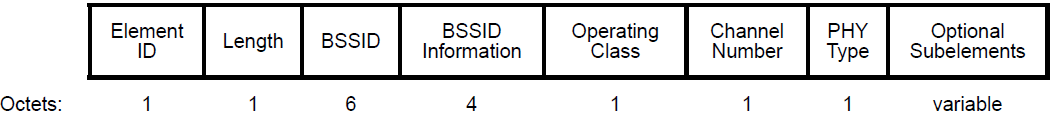 Element ID Length BSSID BSSID Information Operating Class Channel Number PHY Type Optional Subelements
Octets: 1 1 6 4 1 1 1 variable